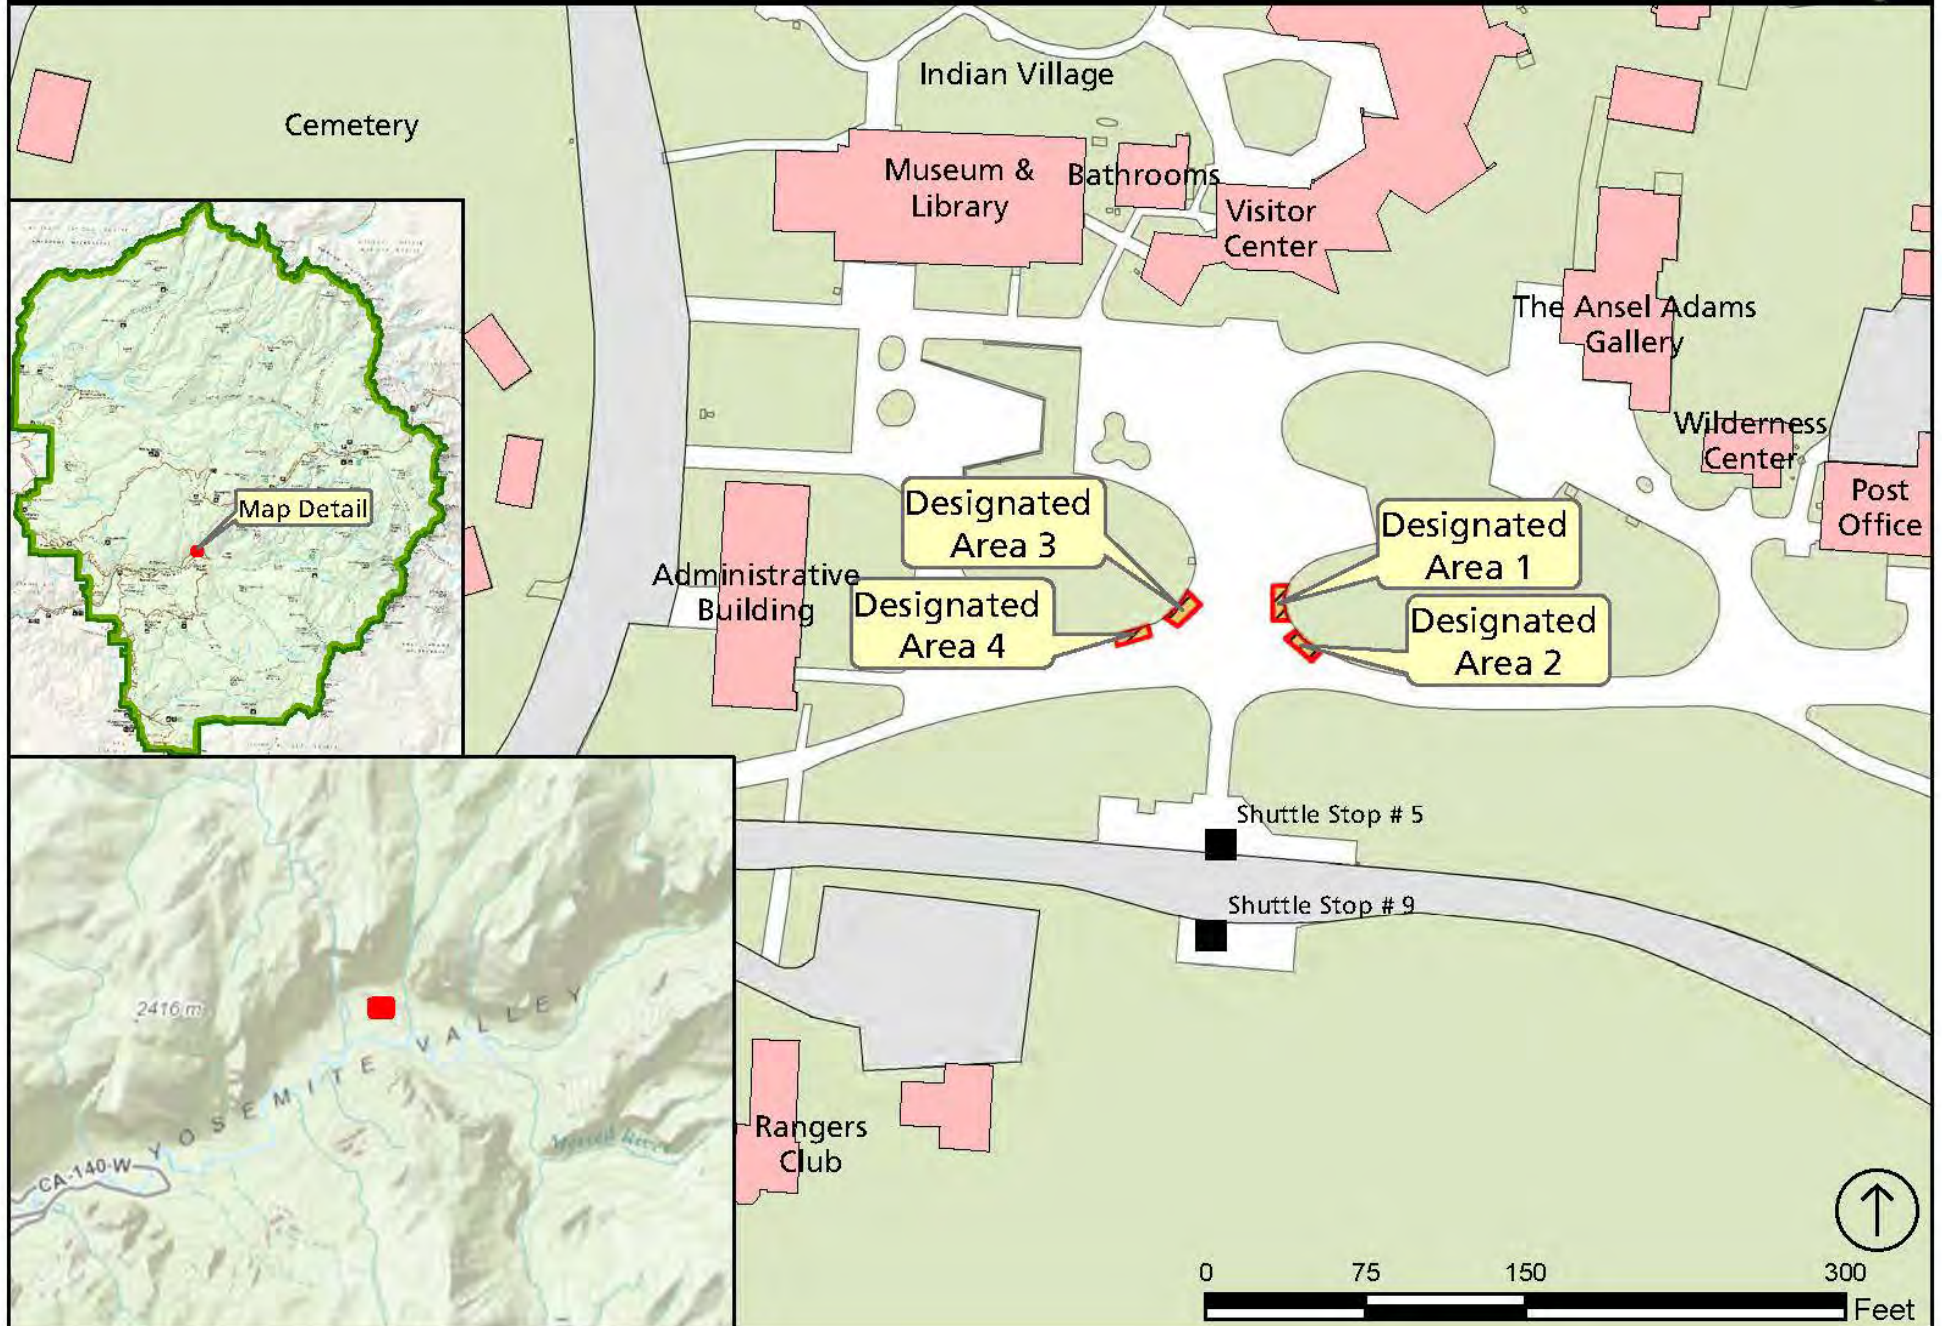 Indian Village
Cemetery
Museum &
Library
Bathrooms
Visitor
Center
The Ansel Adams
Gallery
Wilderness
Center
Post
Office
Map Detail
Designated
Area 3
Designated
Area 1
Administrative
Building
Designated
Area 4
Designated
Area 2
Shuttle Stop # 5
Shuttle Stop # 9
2416 m
YOSEMITE VALLEY
Merced River
CA-140-W
Rangers
Club
0 75 150 300
Feet